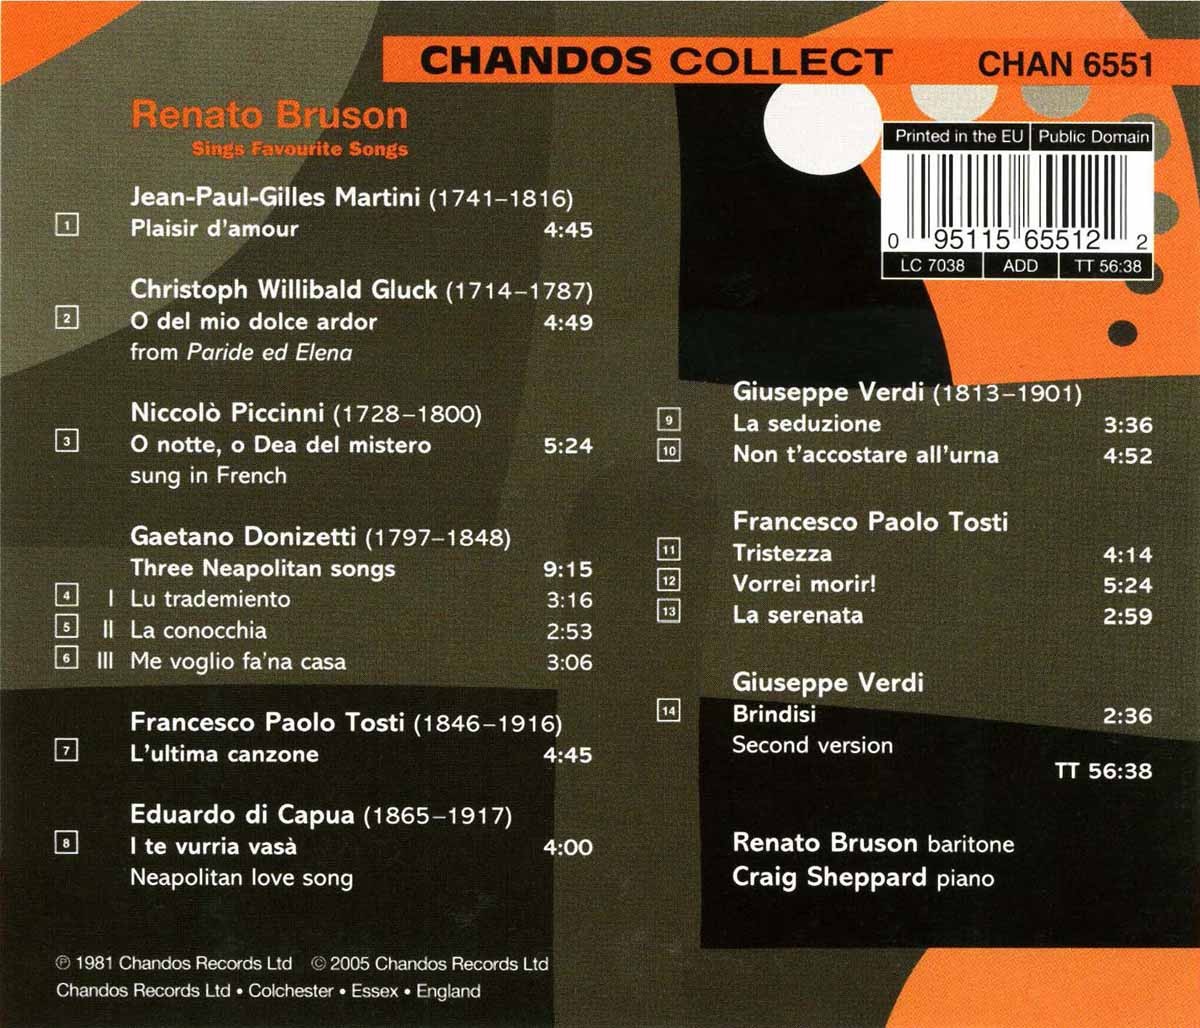 CHANDOS COLLECT CHAN 6551
Renato Bruson
Sings Favourite Songs
Printed in the EU Public Domain
0 95115 65512 2
LC 7038 ADD TT 56:38
Jean-Paul-Gilles Martini (1741–1816)
1 Plaisir d'amour 4:45
Christoph Willibald Gluck (1714–1787)
2 O del mio dolce ardor 4:49
from Paride ed Elena
Niccolò Piccinni (1728–1800)
3 O notte, o Dea del mistero 5:24
sung in French
Gaetano Donizetti (1797–1848)
Three Neapolitan songs 9:15
4 I Lu trademiento 3:16
5 II La conocchia 2:53
6 III Me voglio fa'na casa 3:06
Francesco Paolo Tosti (1846–1916)
7 L'ultima canzone 4:45
Eduardo di Capua (1865–1917)
8 I te vurria vasà 4:00
Neapolitan love song
Giuseppe Verdi (1813–1901)
9 La seduzione 3:36
10 Non t'accostare all'urna 4:52
Francesco Paolo Tosti
11 Tristezza 4:14
12 Vorrei morir! 5:24
13 La serenata 2:59
Giuseppe Verdi
14 Brindisi 2:36
Second version
TT 56:38
Renato Bruson baritone
Craig Sheppard piano
℗ 1981 Chandos Records Ltd © 2005 Chandos Records Ltd
Chandos Records Ltd • Colchester • Essex • England